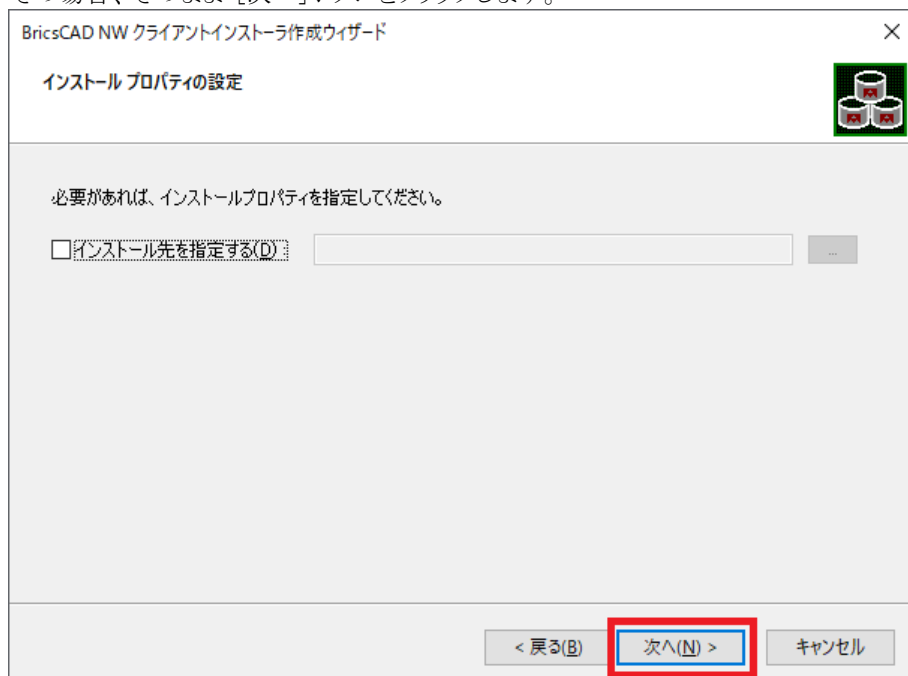 BricsCAD NW クライアントインストーラ作成ウィザード
インストール プロパティの設定
必要があれば、インストールプロパティを指定してください。
インストール先を指定する(D) :
...
< 戻る(B)
次へ(N) >
キャンセル